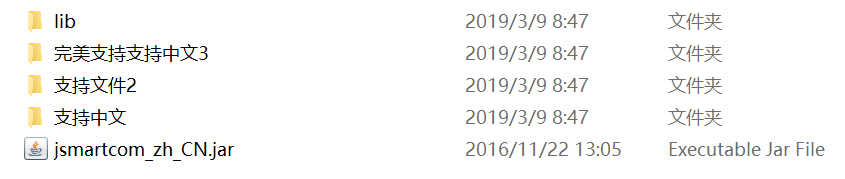 lib 2019/3/9 8:47 文件夹
完美支持支持中文3 2019/3/9 8:47 文件夹
支持文件2 2019/3/9 8:47 文件夹
支持中文 2019/3/9 8:47 文件夹
jsmartcom_zh_CN.jar 2016/11/22 13:05 Executable Jar File